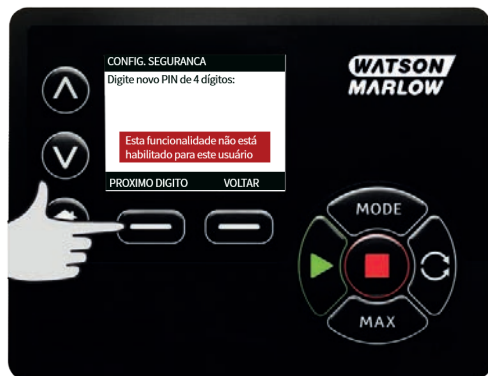 CONFIG. SEGURANCA
Digite novo PIN de 4 dígitos:
Esta funcionalidade não está
habilitado para este usuário
PROXIMO DIGITO VOLTAR
WATSON
MARLOW
MODE
MAX